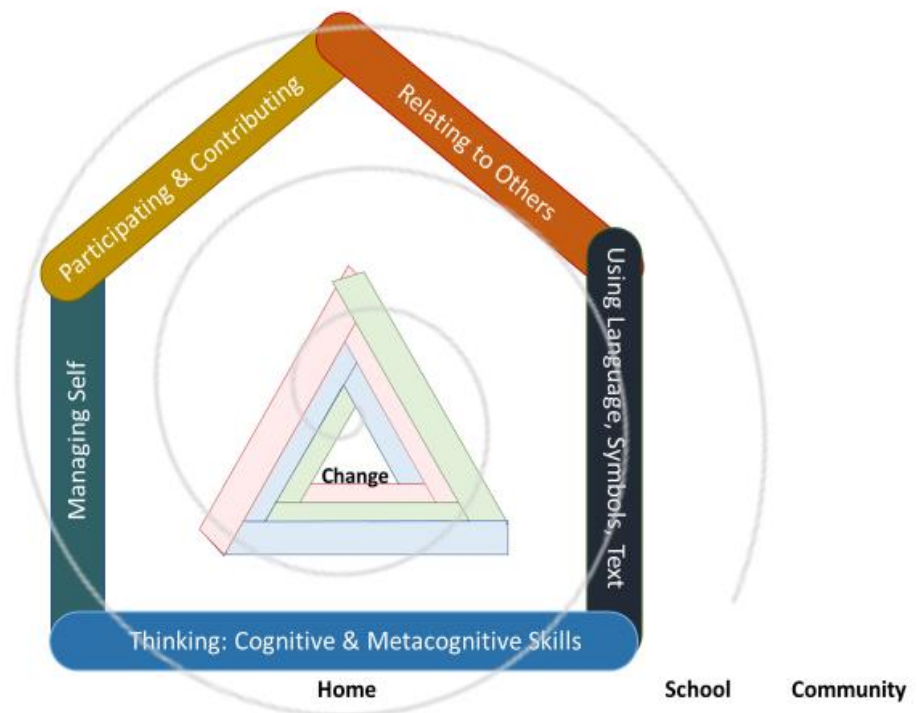 Participating & Contributing
Relating to Others
Managing Self
Using Language, Symbols, Text
Change
Thinking: Cognitive & Metacognitive Skills
Home School Community